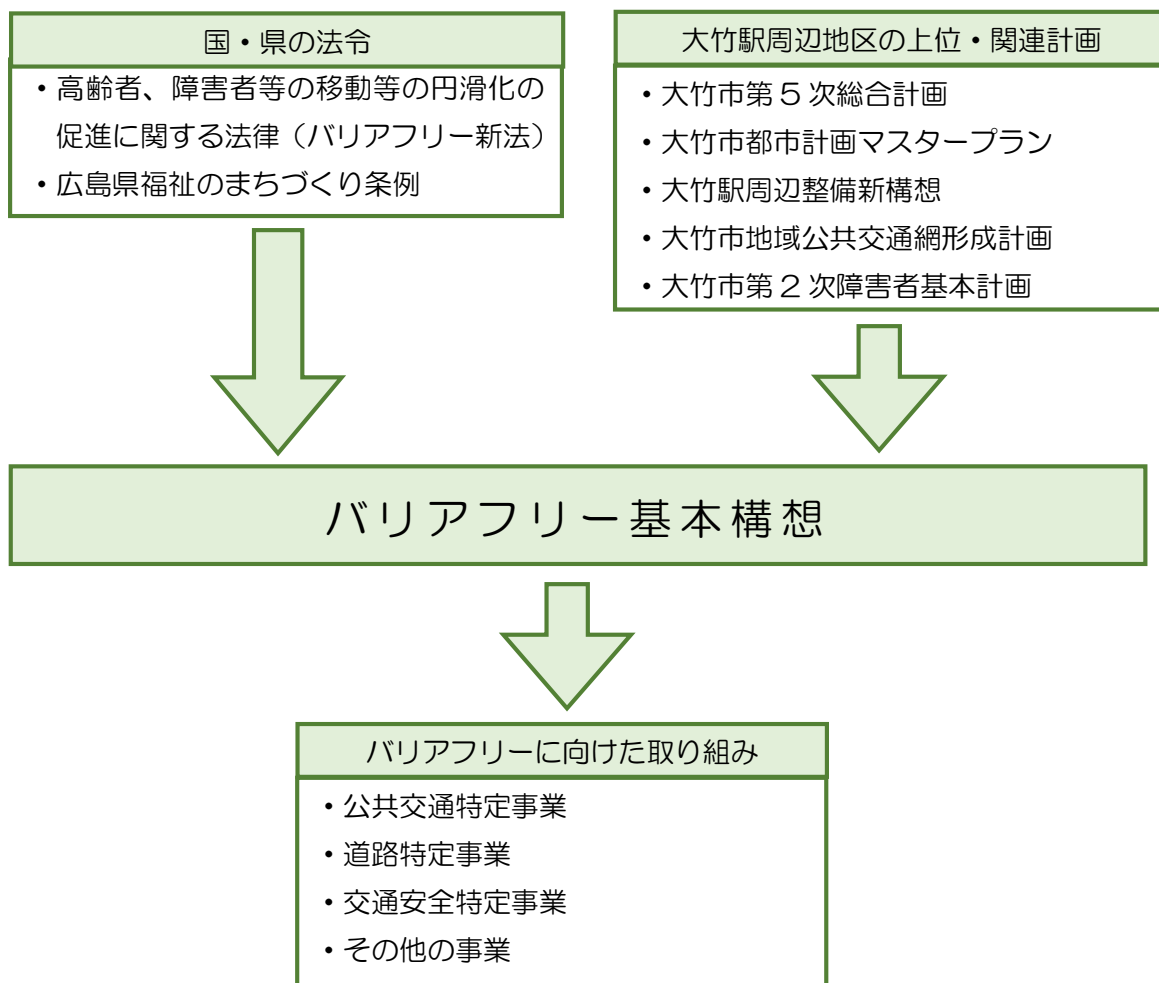 国・県の法令
・高齢者、障害者等の移動等の円滑化の
促進に関する法律（バリアフリー新法）
・広島県福祉のまちづくり条例
大竹駅周辺地区の上位・関連計画
・大竹市第５次総合計画
・大竹市都市計画マスタープラン
・大竹駅周辺整備新構想
・大竹市地域公共交通網形成計画
・大竹市第２次障害者基本計画
バリアフリー基本構想
バリアフリーに向けた取り組み
・公共交通特定事業
・道路特定事業
・交通安全特定事業
・その他の事業